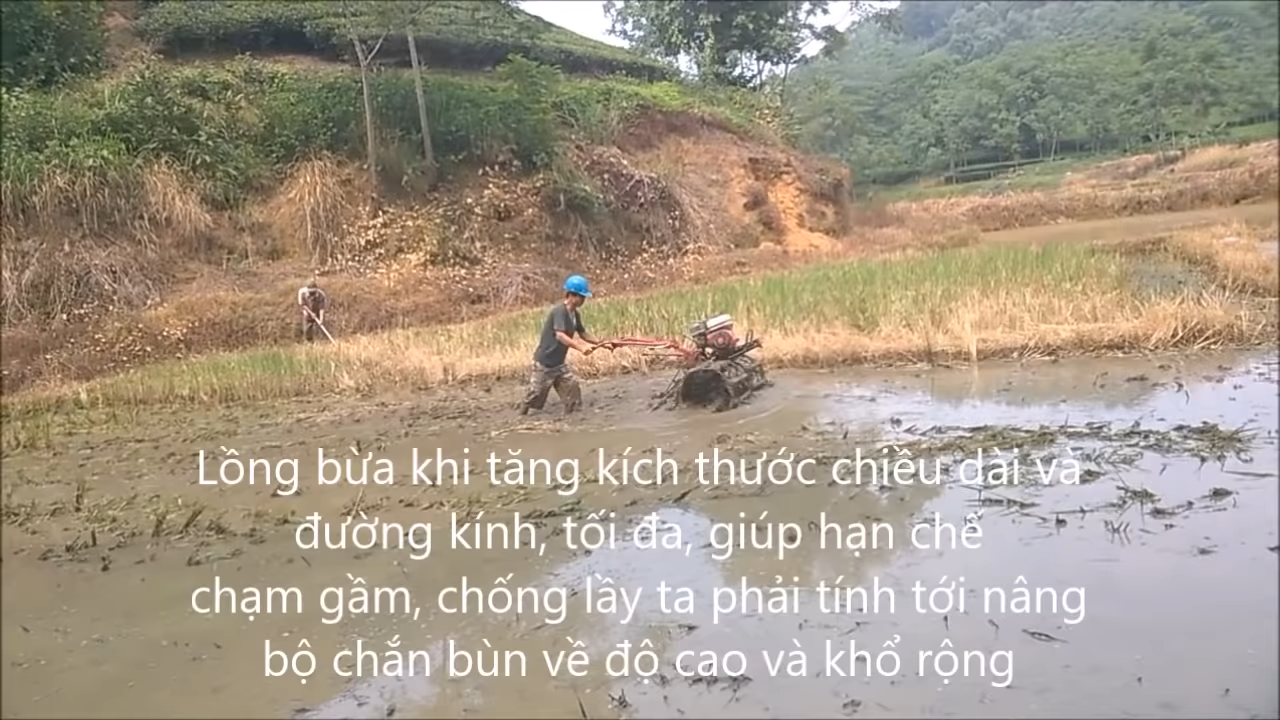 Lồng bừa khi tăng kích thước chiều dài và
đường kính, tối đa, giúp hạn chế
chạm gầm, chống lầy ta phải tính tới nâng
bộ chắn bùn về độ cao và khổ rộng